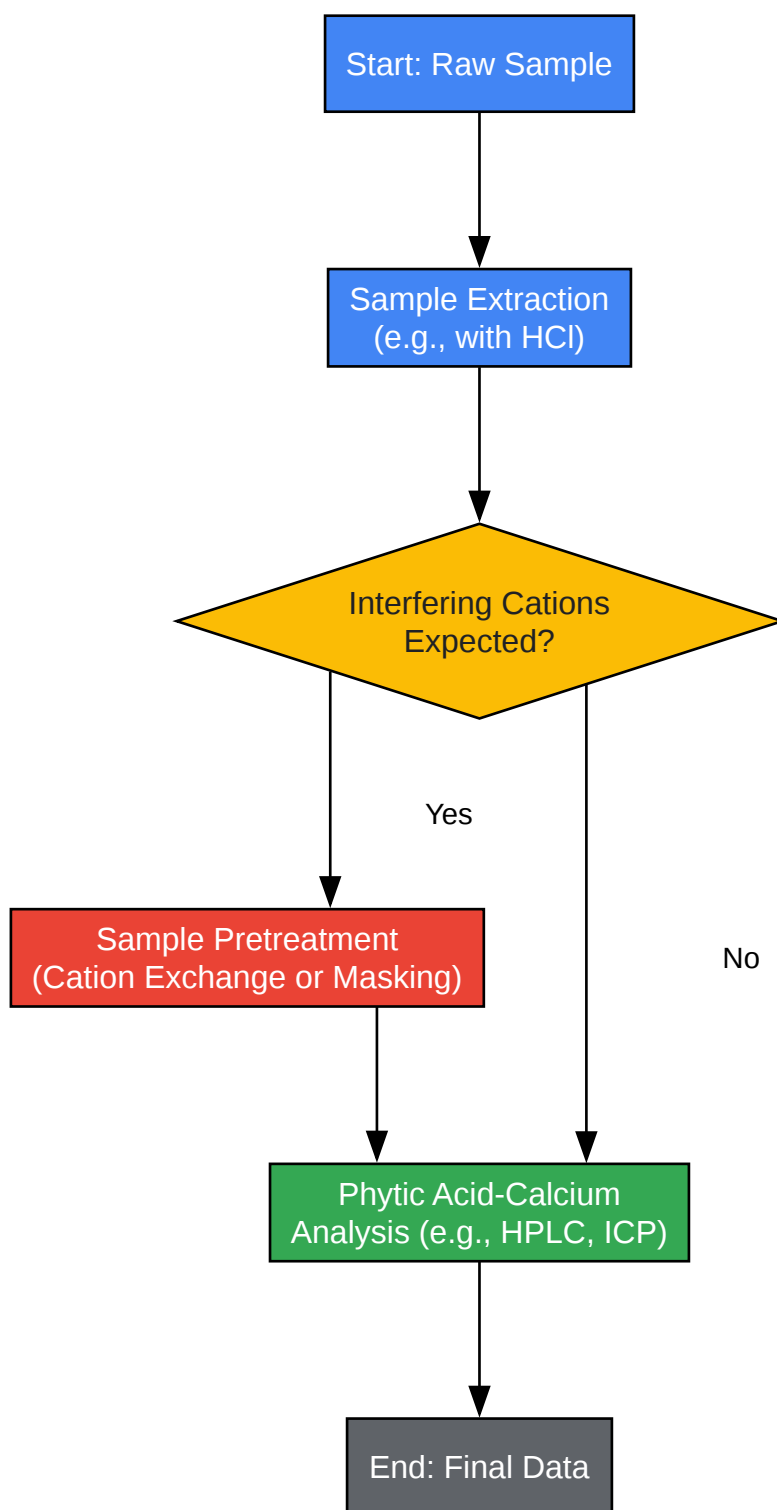 Start: Raw Sample
Sample Extraction
(e.g., with HCl)
Interfering Cations
Expected?
Yes
Sample Pretreatment
(Cation Exchange or Masking)
No
Phytic Acid-Calcium
Analysis (e.g., HPLC, ICP)
End: Final Data